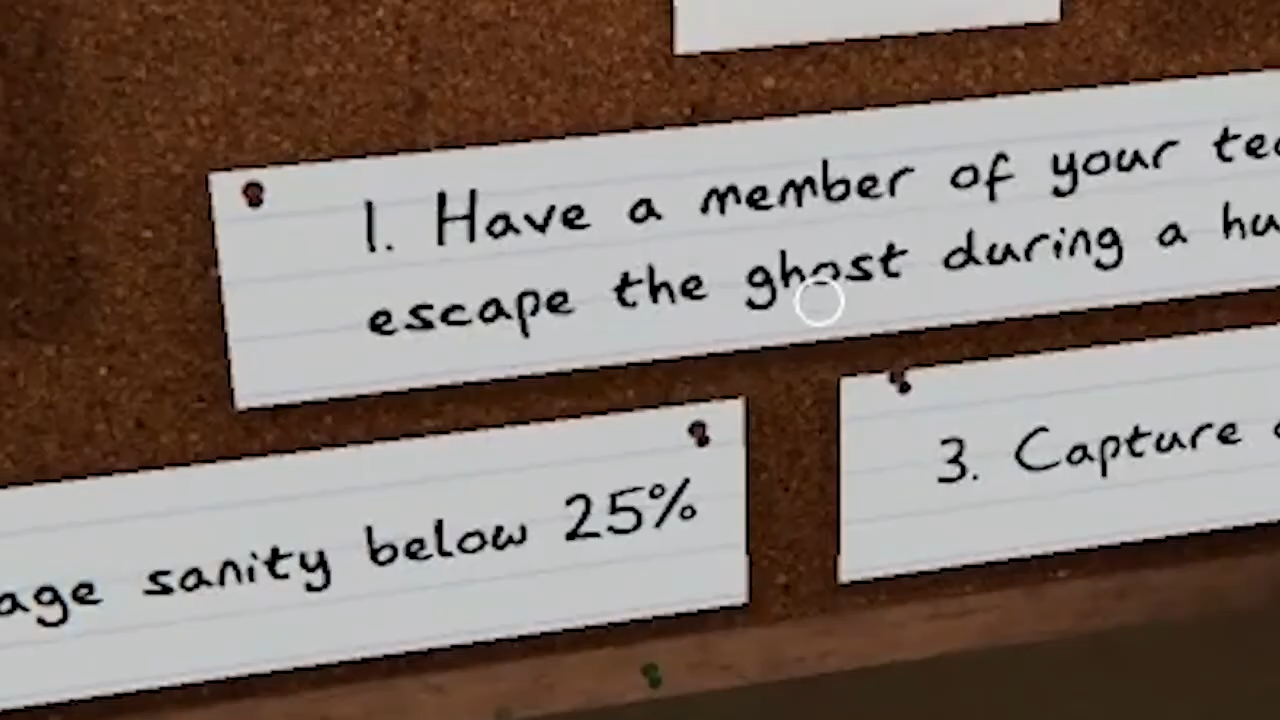 1. Have a member of your
escape the ghost during a
sanity below 25%
3. Capture